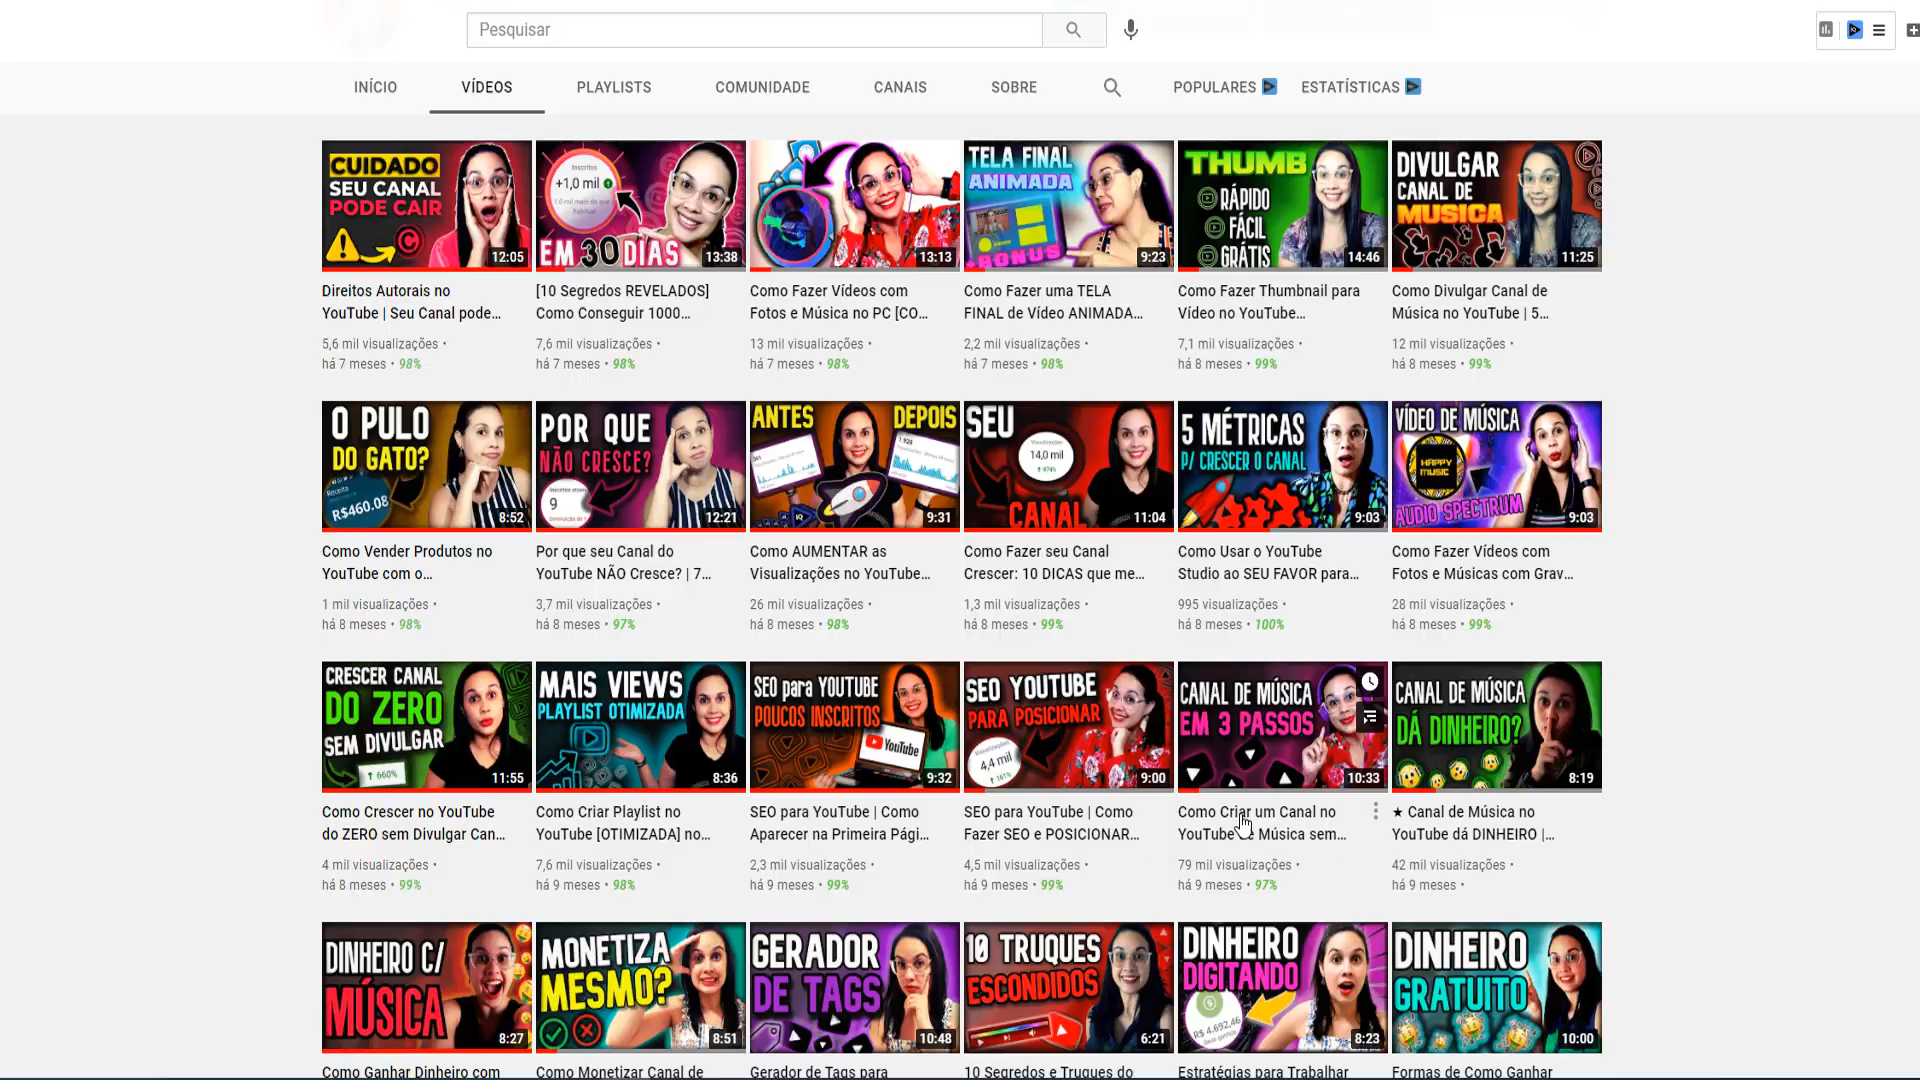 Pesquisar
INÍCIO VÍDEOS PLAYLISTS COMUNIDADE CANAIS SOBRE POPULARES ESTATÍSTICAS
CUIDADO
SEU CANAL
PODE CAIR
12:05
Inscritos
+1,0 mil
EM 30 DIAS
13:38
13:13
TELA FINAL
ANIMADA
BONUS
9:23
THUMB
RÁPIDO
FÁCIL
GRÁTIS
14:46
DIVULGAR
CANAL DE
MUSICA
11:25
Direitos Autorais no
YouTube | Seu Canal pode...
5,6 mil visualizações •
há 7 meses • 98%
[10 Segredos REVELADOS]
Como Conseguir 1000...
7,6 mil visualizações •
há 7 meses • 98%
Como Fazer Vídeos com
Fotos e Música no PC [CO...
13 mil visualizações •
há 7 meses • 98%
Como Fazer uma TELA
FINAL de Vídeo ANIMADA...
2,2 mil visualizações •
há 7 meses • 98%
Como Fazer Thumbnail para
Vídeo no YouTube...
7,1 mil visualizações •
há 8 meses • 99%
Como Divulgar Canal de
Música no YouTube | 5...
12 mil visualizações •
há 8 meses • 99%
O PULO
DO GATO?
Receita
R$460.08
8:52
POR QUE
NÃO CRESCE?
9
12:21
ANTES DEPOIS
9:31
SEU
Visualizações
14,0 mil
CANAL
11:04
5 MÉTRICAS
P/ CRESCER O CANAL
9:03
VÍDEO DE MÚSICA
HAPPY
MUSIC
AUDIO SPECTRUM
9:03
Como Vender Produtos no
YouTube com o...
1 mil visualizações •
há 8 meses • 98%
Por que seu Canal do
YouTube NÃO Cresce? | 7...
3,7 mil visualizações •
há 8 meses • 97%
Como AUMENTAR as
Visualizações no YouTube...
26 mil visualizações •
há 8 meses • 98%
Como Fazer seu Canal
Crescer: 10 DICAS que me...
1,3 mil visualizações •
há 8 meses • 99%
Como Usar o YouTube
Studio ao SEU FAVOR para...
995 visualizações •
há 8 meses • 100%
Como Fazer Vídeos com
Fotos e Músicas com Grav...
28 mil visualizações •
há 8 meses • 99%
CRESCER CANAL
DO ZERO
SEM DIVULGAR
660%
11:55
MAIS VIEWS
PLAYLIST OTIMIZADA
8:36
SEO para YOUTUBE
POUCOS INSCRITOS
YouTube
9:32
SEO YOUTUBE
PARA POSICIONAR
Visualizações
4,4 mil
9:00
CANAL DE MÚSICA
EM 3 PASSOS
10:33
CANAL DE MÚSICA
DÁ DINHEIRO?
8:19
Como Crescer no YouTube
do ZERO sem Divulgar Can...
4 mil visualizações •
há 8 meses • 99%
Como Criar Playlist no
YouTube [OTIMIZADA] no...
7,6 mil visualizações •
há 9 meses • 98%
SEO para YouTube | Como
Aparecer na Primeira Pági...
2,3 mil visualizações •
há 9 meses • 99%
SEO para YouTube | Como
Fazer SEO e POSICIONAR...
4,5 mil visualizações •
há 9 meses • 99%
Como Criar um Canal no
YouTube de Música sem...
79 mil visualizações •
há 9 meses • 97%
★ Canal de Música no
YouTube dá DINHEIRO |...
42 mil visualizações •
há 9 meses •
DINHEIRO C/
MÚSICA
8:27
MONETIZA
MESMO?
8:51
GERADOR
DE TAGS
10:48
10 TRUQUES
ESCONDIDOS
6:21
DINHEIRO
DIGITANDO
R$ 4.692,46
8:23
DINHEIRO
GRATUITO
10:00
Como Ganhar Dinheiro com
Como Monetizar Canal de
Gerador de Tags para
10 Segredos e Truques do
Estratégias para Trabalhar
Formas de Como Ganhar